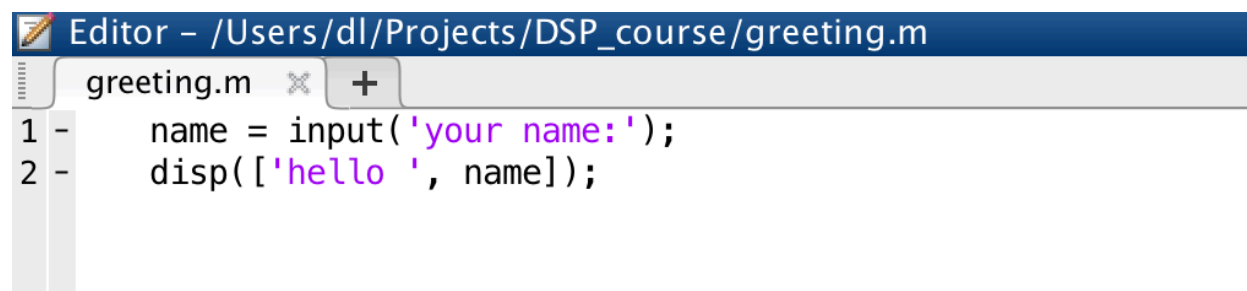 Editor – /Users/dl/Projects/DSP_course/greeting.m
greeting.m
1 - name = input('your name:');
2 - disp(['hello ', name]);